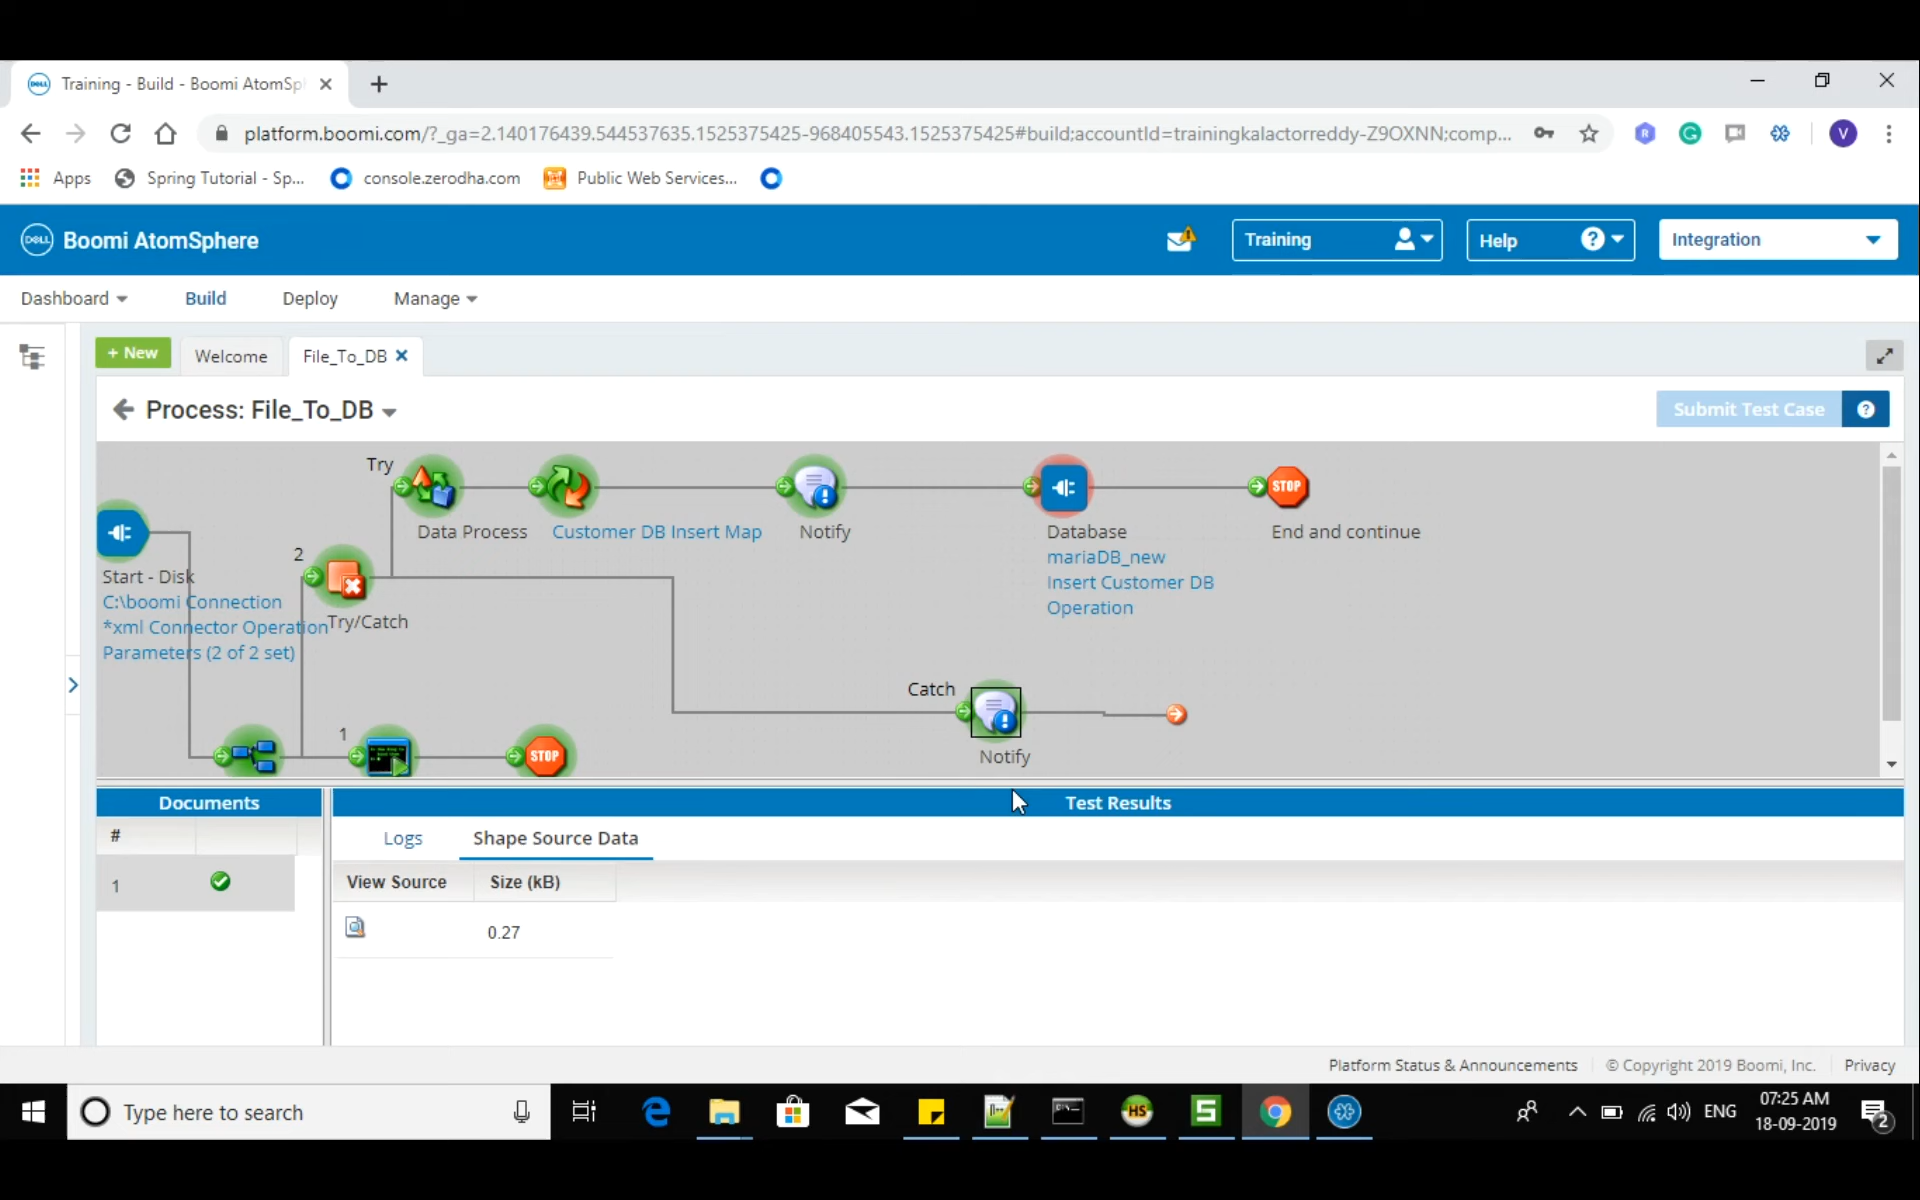 Training - Build - Boomi AtomSp
platform.boomi.com/?_ga=2.140176439.544537635.1525375425-968405543.1525375425#build;accountId=trainingkalactorreddy-Z9OXNN;comp...
V
Apps
Spring Tutorial - Sp...
console.zerodha.com
Public Web Services...
DELL
Boomi AtomSphere
Training
Help
Integration
Dashboard
Build
Deploy
Manage
+ New
Welcome
File_To_DB
Process: File_To_DB
Submit Test Case
Try
Data Process
Customer DB Insert Map
Notify
Database
mariaDB_new
Insert Customer DB
Operation
STOP
End and continue
Start - Disk
C:\boomi Connection
*xml Connector Operation
Parameters (2 of 2 set)
2
Try/Catch
Catch
Notify
1
STOP
Documents
#
1
Test Results
Logs
Shape Source Data
View Source
Size (kB)
0.27
Platform Status & Announcements
© Copyright 2019 Boomi, Inc.
Privacy
Type here to search
HS
S
ENG
07:25 AM
18-09-2019
2